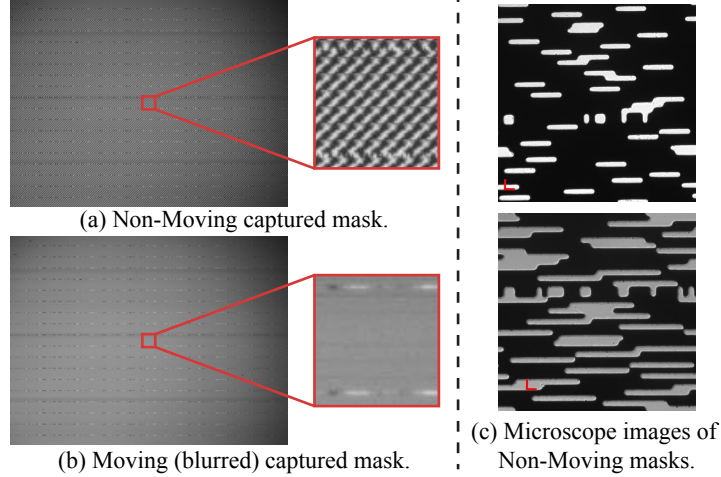 (a) Non-Moving captured mask.
(b) Moving (blurred) captured mask.
(c) Microscope images of
Non-Moving masks.